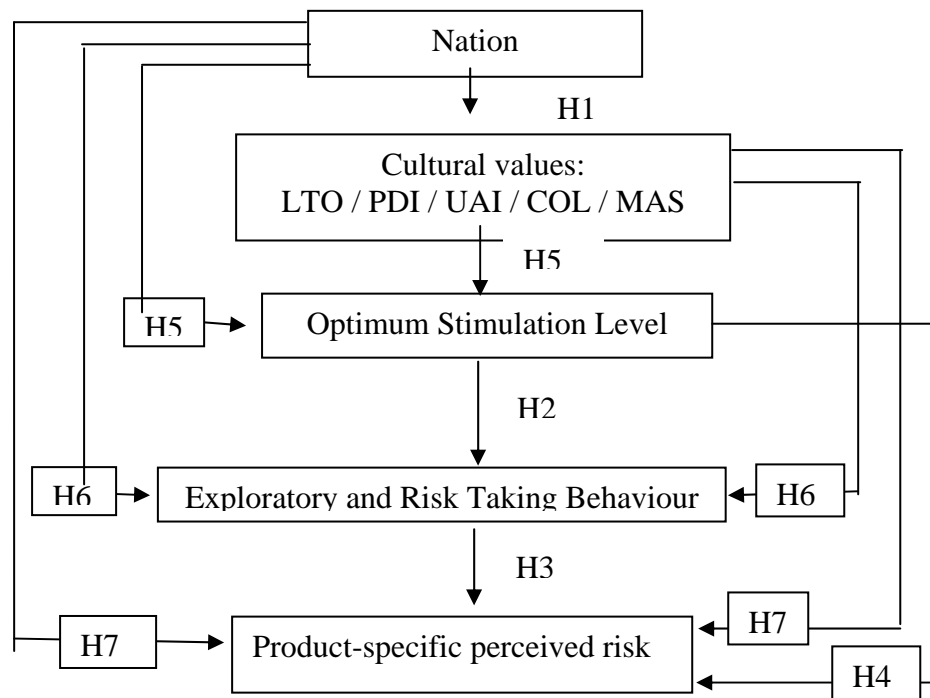 Nation
H1
Cultural values:
LTO / PDI / UAI / COL / MAS
H5
H5
Optimum Stimulation Level
H2
H6
Exploratory and Risk Taking Behaviour
H6
H3
H7
Product-specific perceived risk
H7
H4